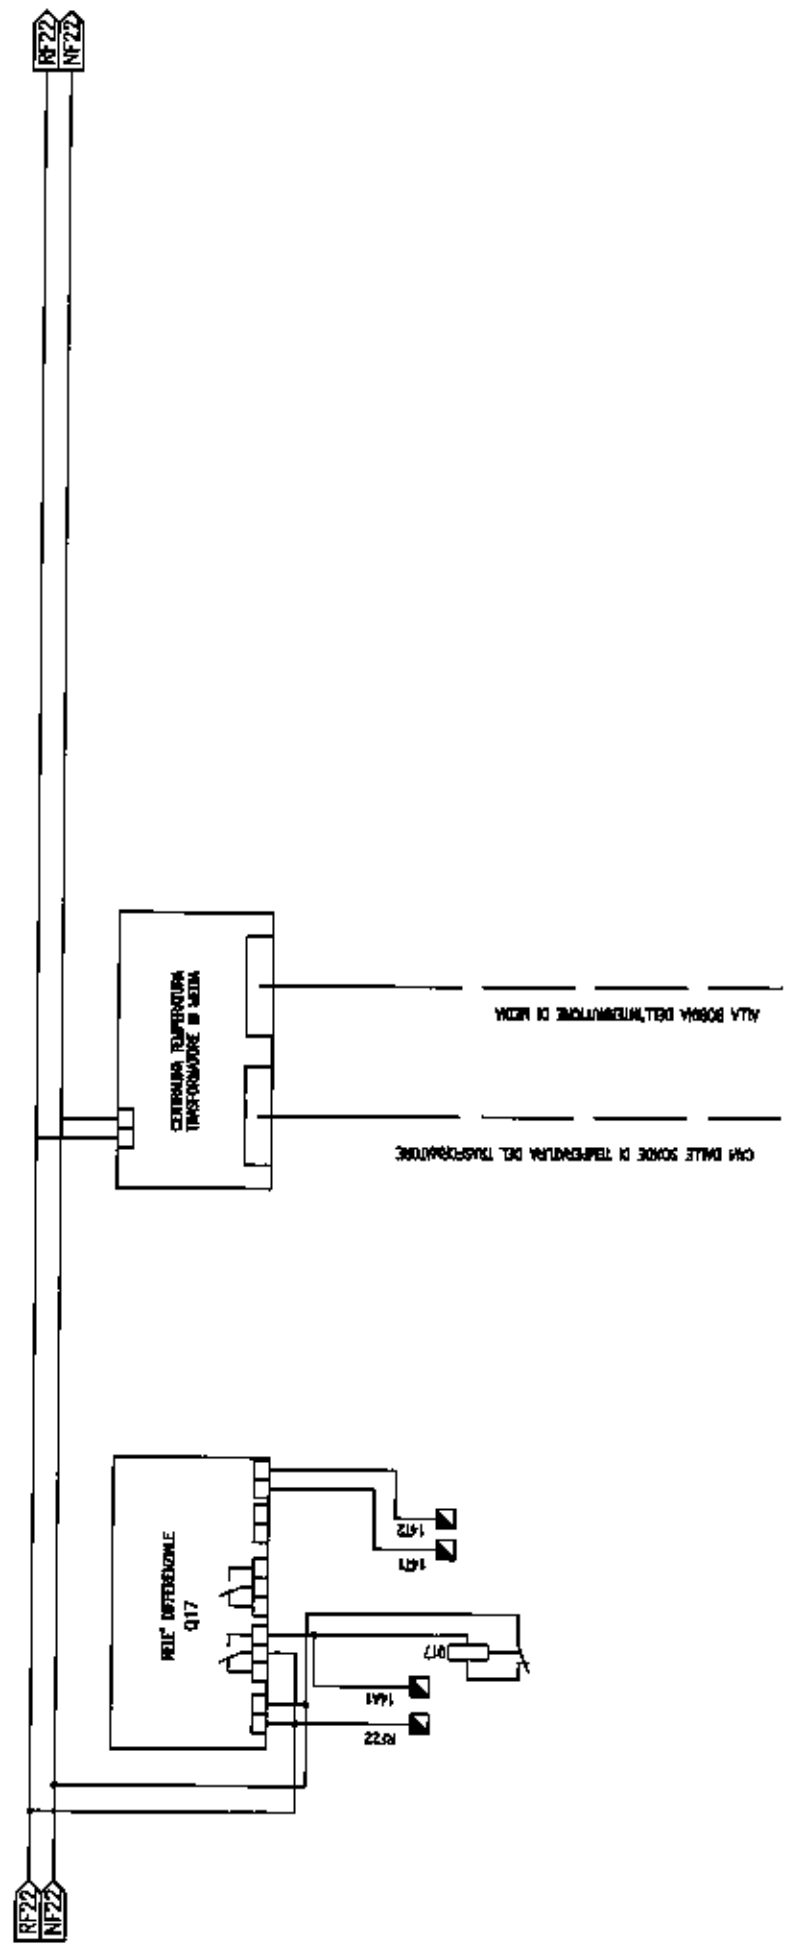 RF22
NF22
CENTRALINA TEMPERATURA
TRASFORMATORE DI MEDIA
ALLA BOBINA DELL'INTERRUTTORE DI MEDIA
CAVI DALLE SONDE DI TEMPERATURA DEL TRASFORMATORE
RELE' DIFFERENZIALE
Q17
14T2
14T1
Q17
14A1
RF22
RF22
NF22